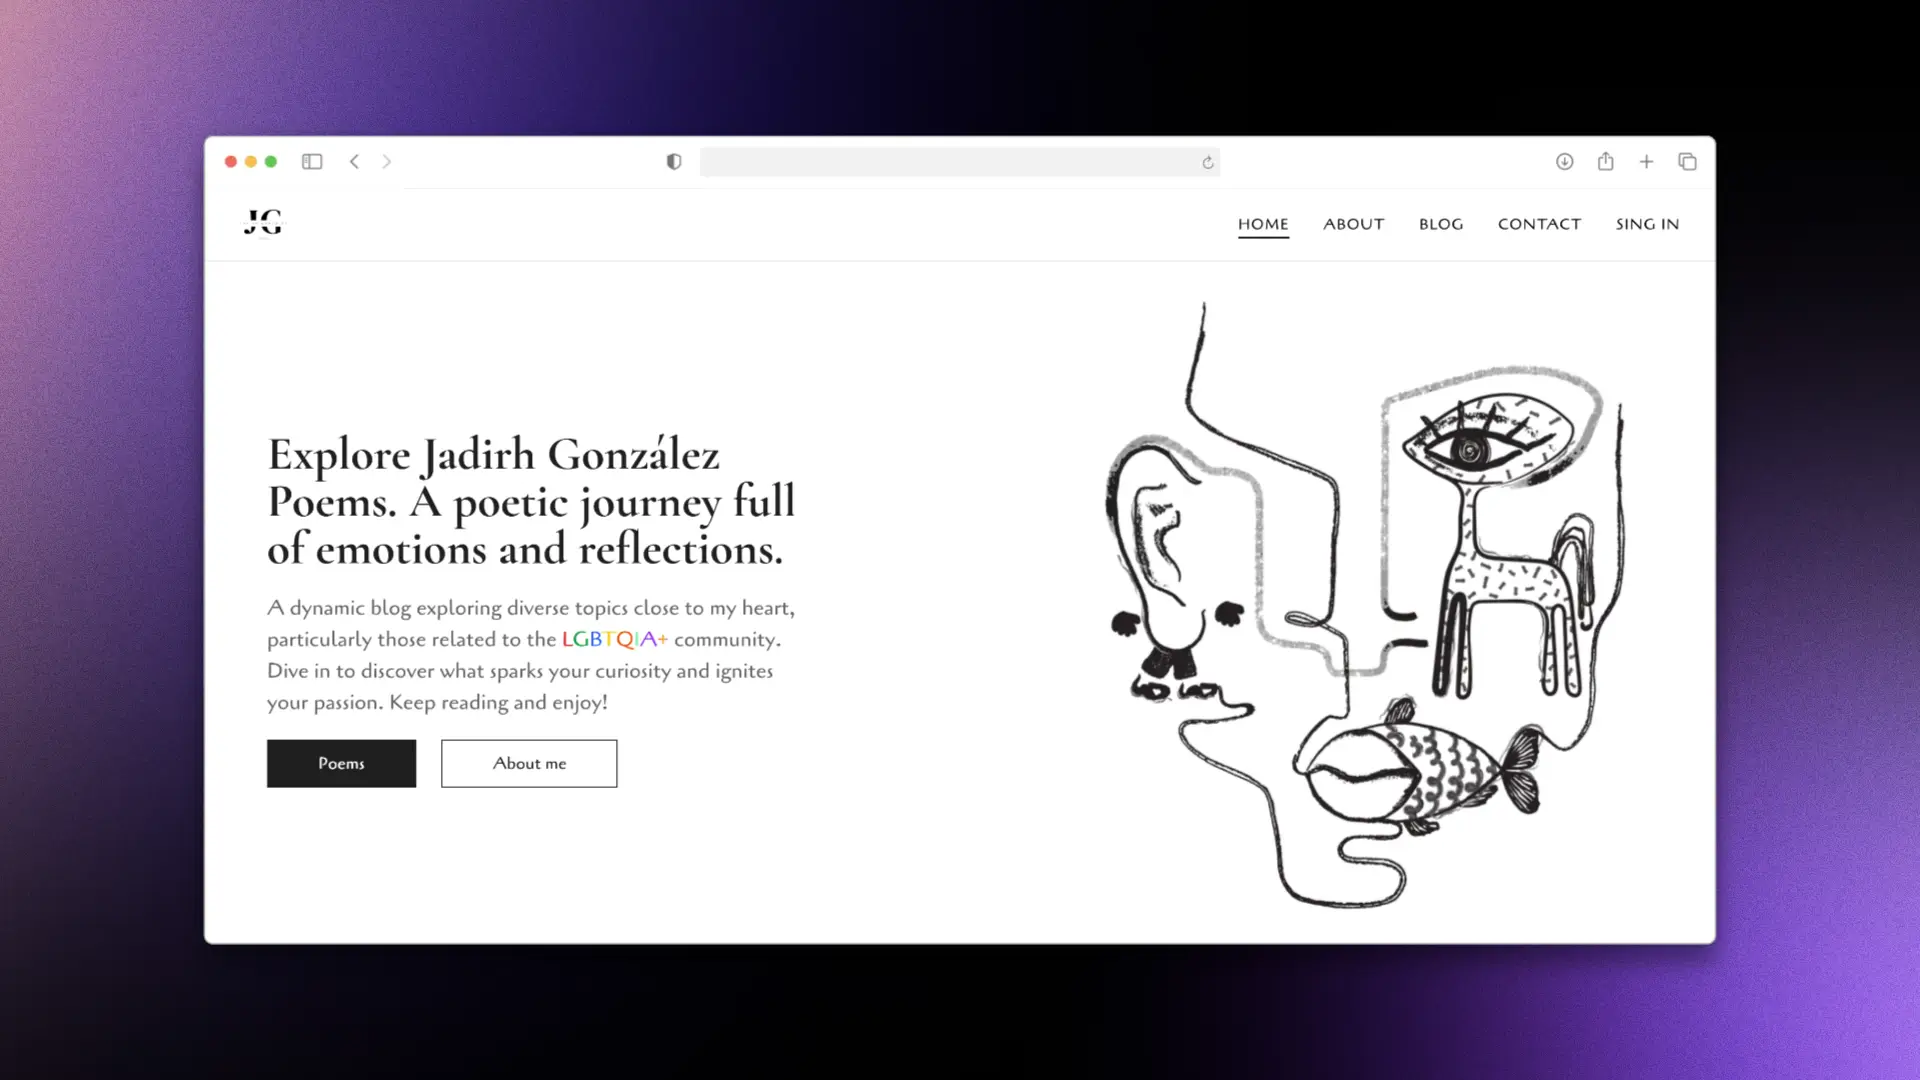 JG
HOME ABOUT BLOG CONTACT SING IN
Explore Jadirh González
Poems. A poetic journey full
of emotions and reflections.
A dynamic blog exploring diverse topics close to my heart,
particularly those related to the LGBTQIA+ community.
Dive in to discover what sparks your curiosity and ignites
your passion. Keep reading and enjoy!
Poems About me